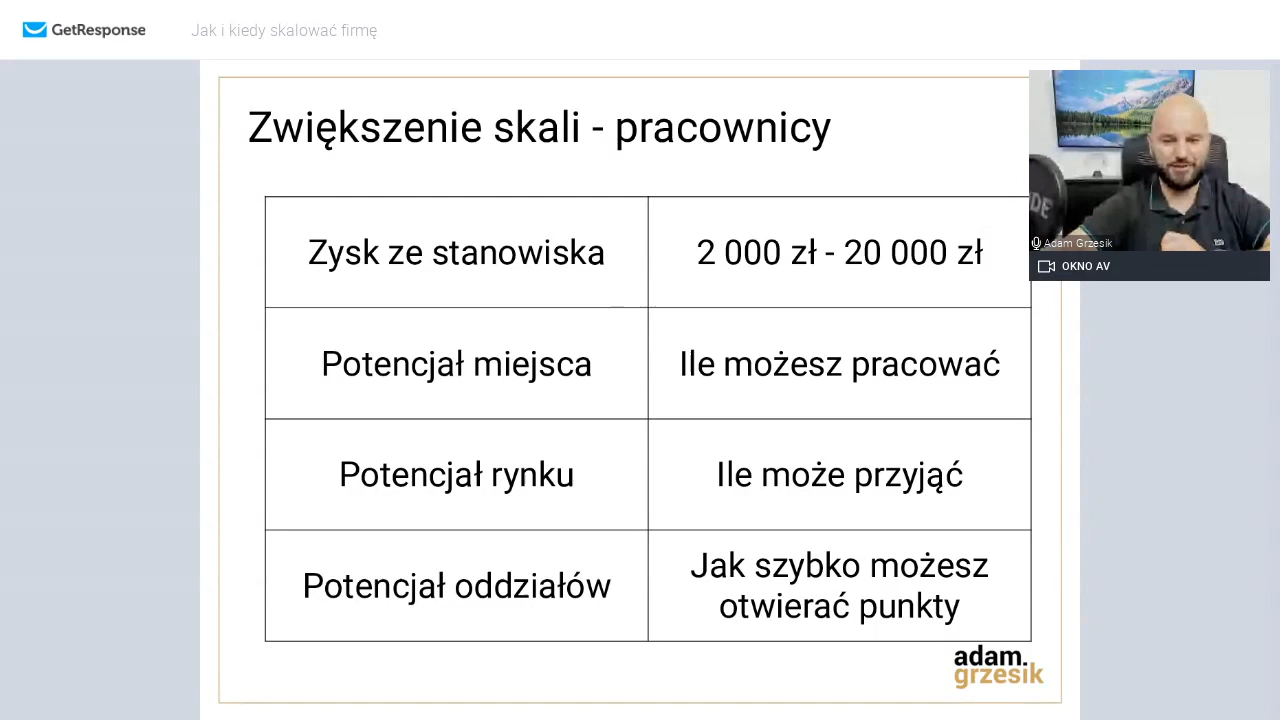 GetResponse
Jak i kiedy skalować firmę
Zwiększenie skali - pracownicy
Zysk ze stanowiska
2 000 zł - 20 000 zł
Potencjał miejsca
Ile możesz pracować
Potencjał rynku
Ile może przyjąć
Potencjał oddziałów
Jak szybko możesz
otwierać punkty
adam.
grzesik
Adam Grzesik
OKNO AV